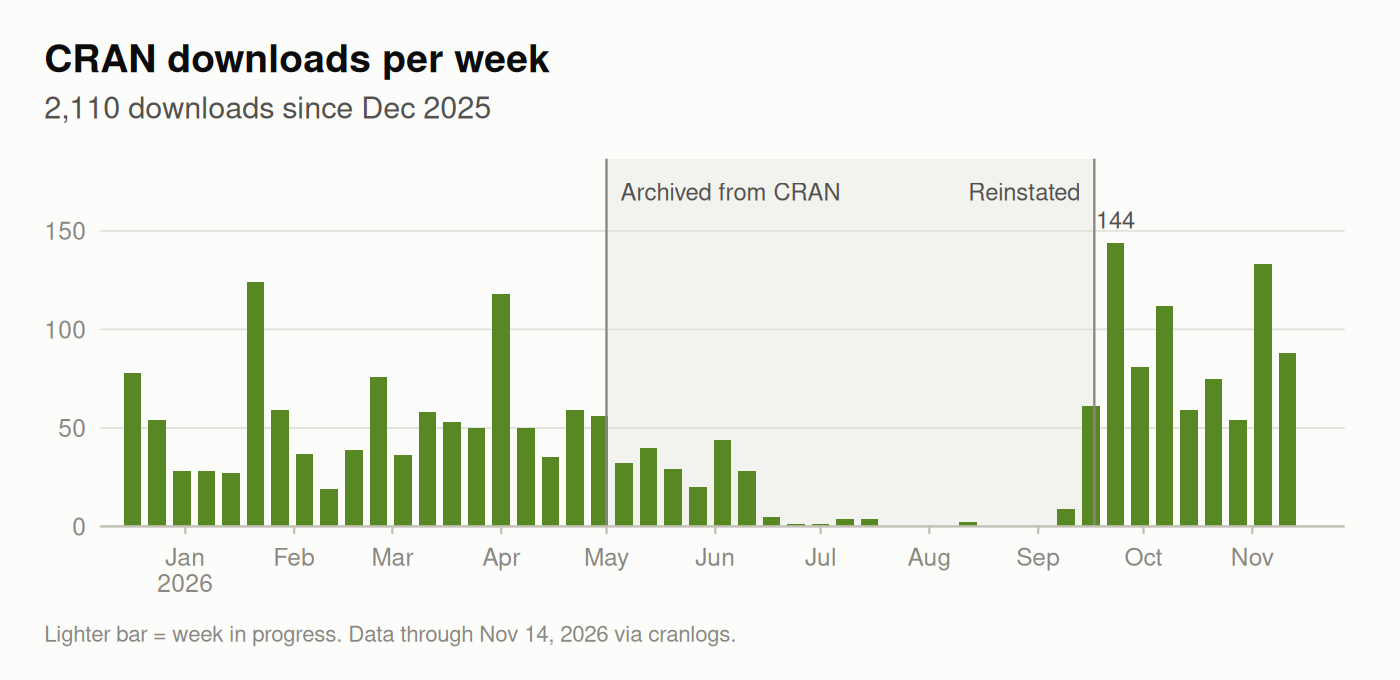 CRAN downloads per week
2,110 downloads since Dec 2025
Archived from CRAN Reinstated
144
150
100
50
0
Jan Feb Mar Apr May Jun Jul Aug Sep Oct Nov
2026
Lighter bar = week in progress. Data through Nov 14, 2026 via cranlogs.